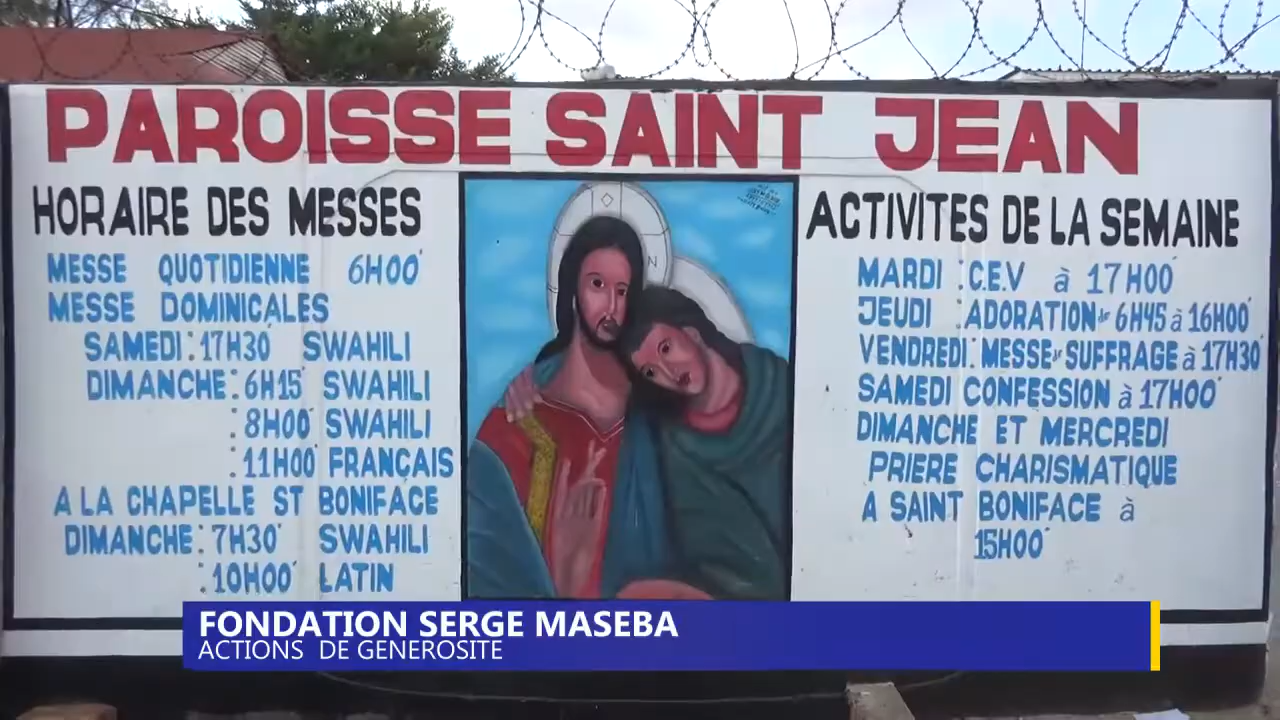 PAROISSE SAINT JEAN
HORAIRE DES MESSES
MESSE QUOTIDIENNE 6H00'
MESSE DOMINICALES
SAMEDI : 17H30' SWAHILI
DIMANCHE : 6H15' SWAHILI
: 8H00' SWAHILI
: 11H00' FRANÇAIS
A LA CHAPELLE ST BONIFACE
DIMANCHE : 7H30' SWAHILI
: 10H00' LATIN
N
ACTIVITES DE LA SEMAINE
MARDI : C.E.V à 17H00'
JEUDI : ADORATION de 6H45 à 16H00'
VENDREDI : MESSE de SUFFRAGE à 17H30'
SAMEDI CONFESSION à 17H00'
DIMANCHE ET MERCREDI
PRIERE CHARISMATIQUE
A SAINT BONIFACE à
15H00'
FONDATION SERGE MASEBA
ACTIONS DE GENEROSITE